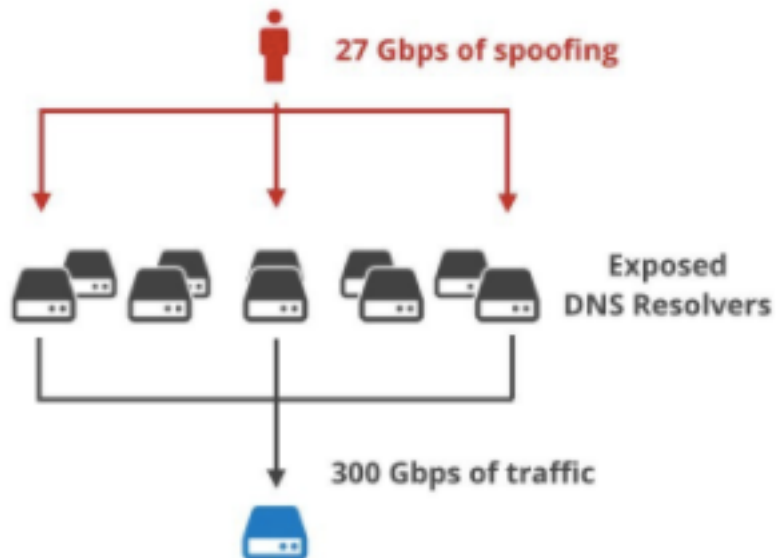 27 Gbps of spoofing
Exposed
DNS Resolvers
300 Gbps of traffic